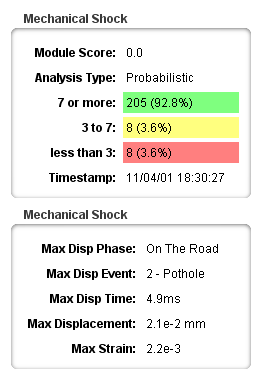 Mechanical Shock
Module Score: 0.0
Analysis Type: Probabilistic
7 or more: 205 (92.8%)
3 to 7: 8 (3.6%)
less than 3: 8 (3.6%)
Timestamp: 11/04/01 18:30:27
Mechanical Shock
Max Disp Phase: On The Road
Max Disp Event: 2 - Pothole
Max Disp Time: 4.9ms
Max Displacement: 2.1e-2 mm
Max Strain: 2.2e-3